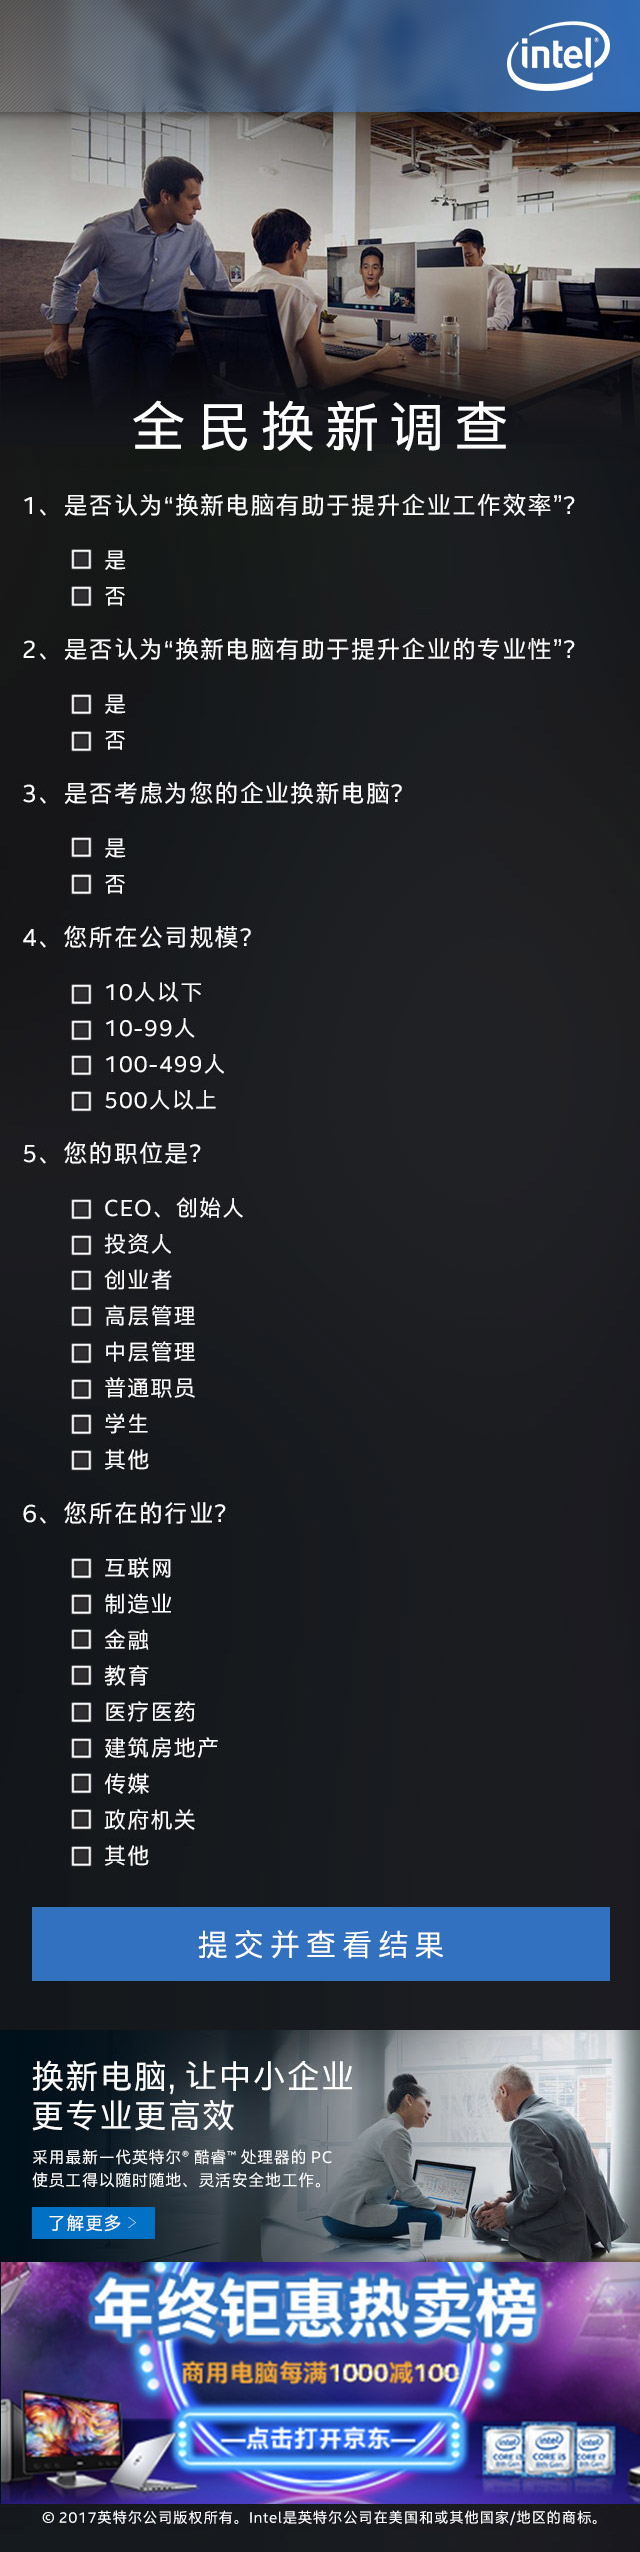 intel
全民换新调查
1、是否认为“换新电脑有助于提升企业工作效率”?
是
否
2、是否认为“换新电脑有助于提升企业的专业性”?
是
否
3、是否考虑为您的企业换新电脑?
是
否
4、您所在公司规模?
10人以下
10-99人
100-499人
500人以上
5、您的职位是?
CEO、创始人
投资人
创业者
高层管理
中层管理
普通职员
学生
其他
6、您所在的行业?
互联网
制造业
金融
教育
医疗医药
建筑房地产
传媒
政府机关
其他
提交并查看结果
换新电脑, 让中小企业
更专业更高效
采用最新一代英特尔® 酷睿™ 处理器的 PC
使员工得以随时随地、灵活安全地工作。
了解更多 >
年终钜惠热卖榜
商用电脑每满1000减100
—点击打开京东—
intel intel intel
CORE i3 CORE i5 CORE i7
8th Gen 8th Gen 8th Gen
© 2017英特尔公司版权所有。Intel是英特尔公司在美国和或其他国家/地区的商标。